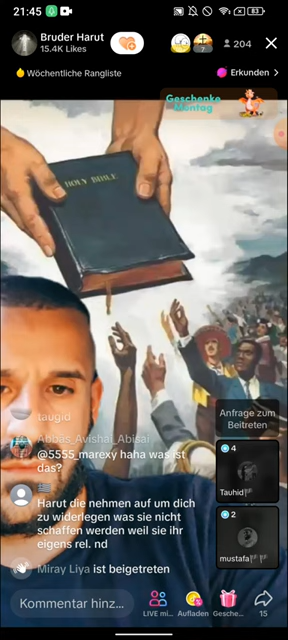 21:45
83
Bruder Harut
15.4K Likes
7
204
Wöchentliche Rangliste
Erkunden >
Geschenke
Montag
HOLY BIBLE
taugid
Abbas_Avishai_Abisai
@5555_marexy haha was ist
das?
Harut die nehmen auf um dich
zu widerlegen was sie nicht
schaffen werden weil sie ihr
eigens rel. nd
Miray Liya ist beigetreten
Anfrage zum
Beitreten
4
Tauhid
2
mustafa
Kommentar hinz...
LIVE mi...
Aufladen
Gesche...
15